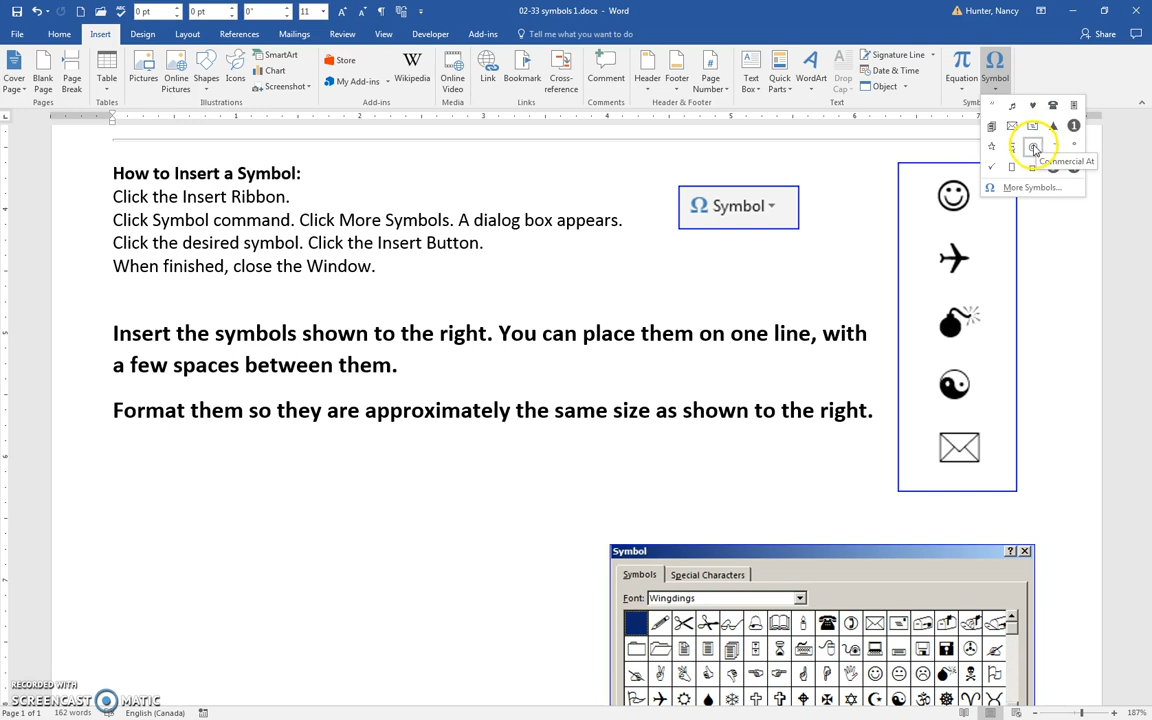 0 pt
0 pt
0°
11
02-33 symbols 1.docx - Word
Hunter, Nancy
File
Home
Insert
Design
Layout
References
Mailings
Review
View
Developer
Add-ins
Tell me what you want to do
Share
Cover Page
Blank Page
Page Break
Table
Pictures
Online Pictures
Shapes
Icons
SmartArt
Chart
Screenshot
Store
My Add-ins
Wikipedia
Online Video
Link
Bookmark
Cross-reference
Comment
Header
Footer
Page Number
Text Box
Quick Parts
WordArt
Drop Cap
Signature Line
Date & Time
Object
Equation
Symbol
Pages
Tables
Illustrations
Add-ins
Media
Links
Comments
Header & Footer
Text
Commercial At
More Symbols...
How to Insert a Symbol:
Click the Insert Ribbon.
Click Symbol command. Click More Symbols. A dialog box appears.
Click the desired symbol. Click the Insert Button.
When finished, close the Window.
Ω Symbol
Insert the symbols shown to the right. You can place them on one line, with
a few spaces between them.
Format them so they are approximately the same size as shown to the right.
Symbol
Symbols
Special Characters
Font: Wingdings
RECORDED WITH
SCREENCAST MATIC
Page 1 of 1
162 words
English (Canada)
187%